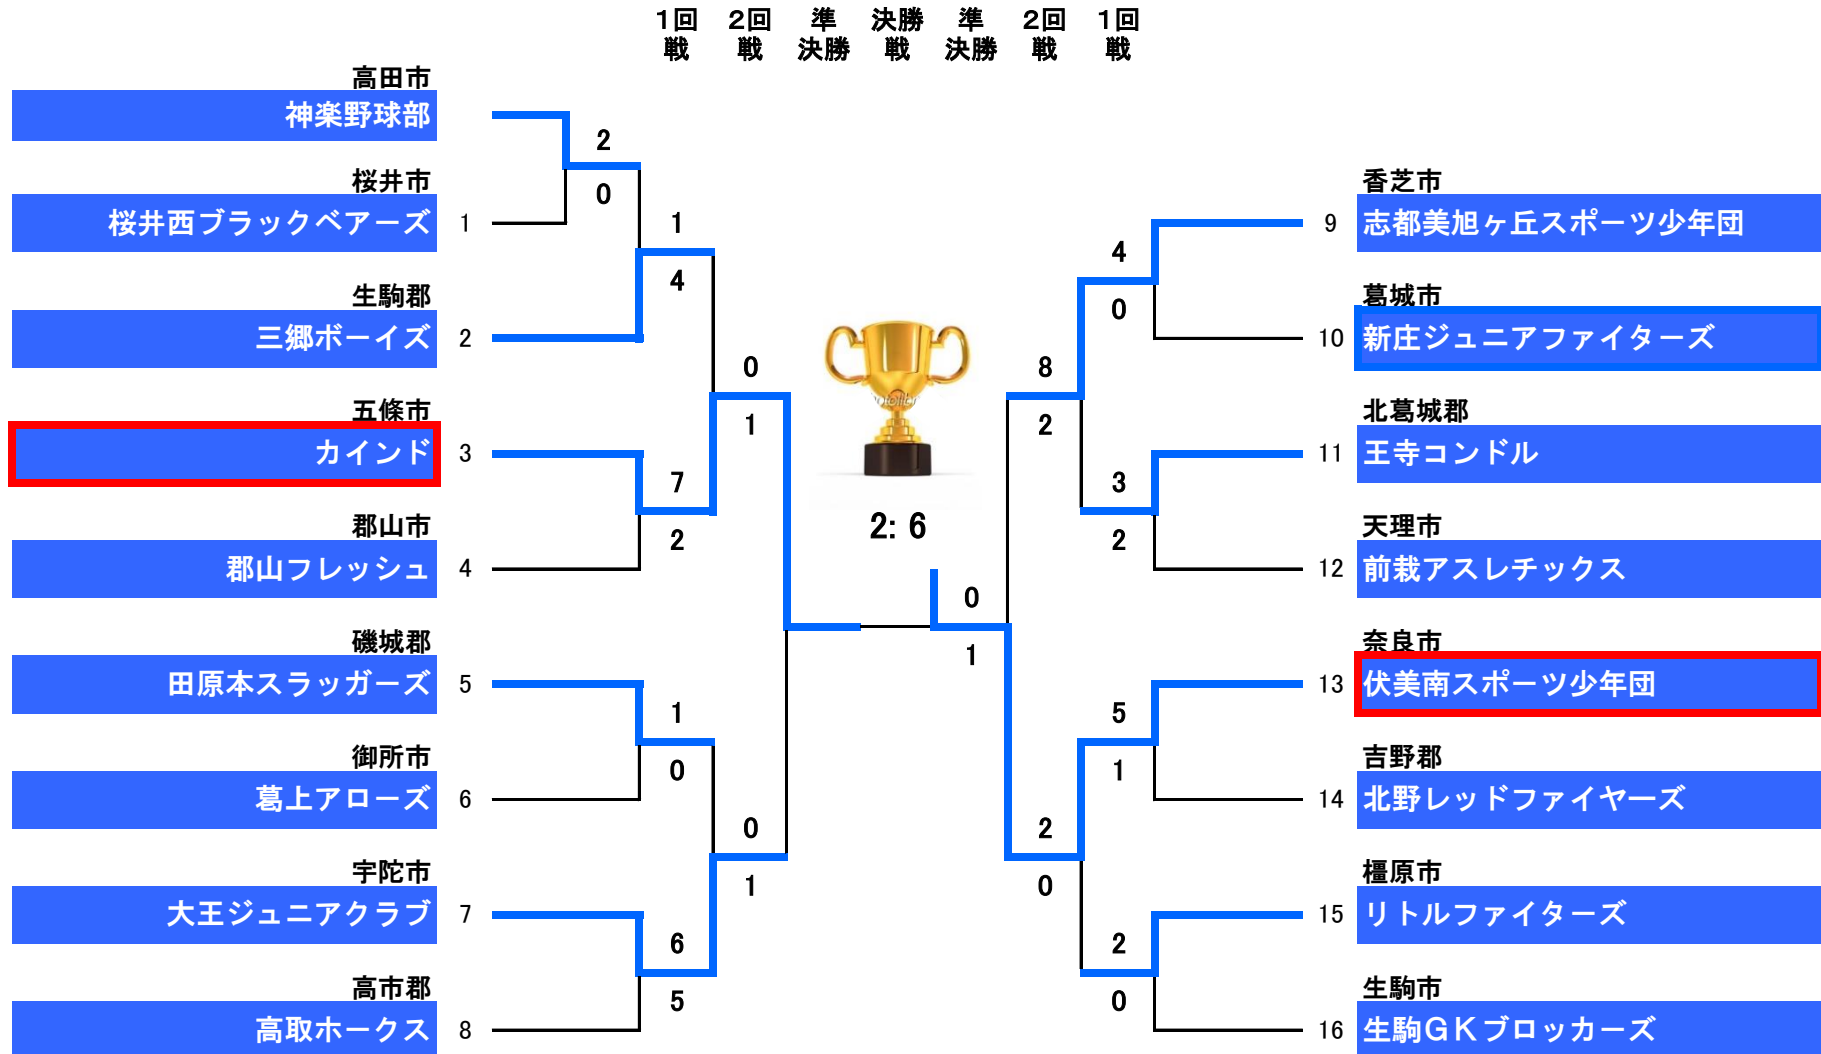 1回戦 2回戦 準決勝 決勝戦 準決勝 2回戦 1回戦
高田市
神楽野球部
2
桜井市
0
桜井西ブラックベアーズ 1
1
4
生駒郡
三郷ボーイズ 2
0
五條市
1
カインド 3
7
郡山市
2
郡山フレッシュ 4
磯城郡
田原本スラッガーズ 5
1
御所市
0
葛上アローズ 6
0
宇陀市
1
大王ジュニアクラブ 7
6
高市郡
5
高取ホークス 8
2: 6
香芝市
9 志都美旭ヶ丘スポーツ少年団
4
葛城市
0
10 新庄ジュニアファイターズ
8
北葛城郡
2
11 王寺コンドル
3
天理市
2
12 前栽アスレチックス
0
奈良市
1
13 伏美南スポーツ少年団
5
吉野郡
1
14 北野レッドファイヤーズ
2
橿原市
0
15 リトルファイターズ
2
生駒市
0
16 生駒GKブロッカーズ